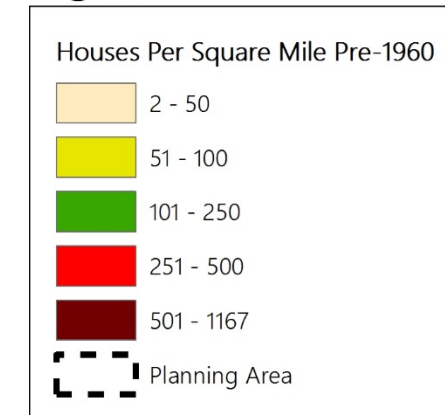 Houses Per Square Mile Pre-1960
2 - 50
51 - 100
101 - 250
251 - 500
501 - 1167
Planning Area